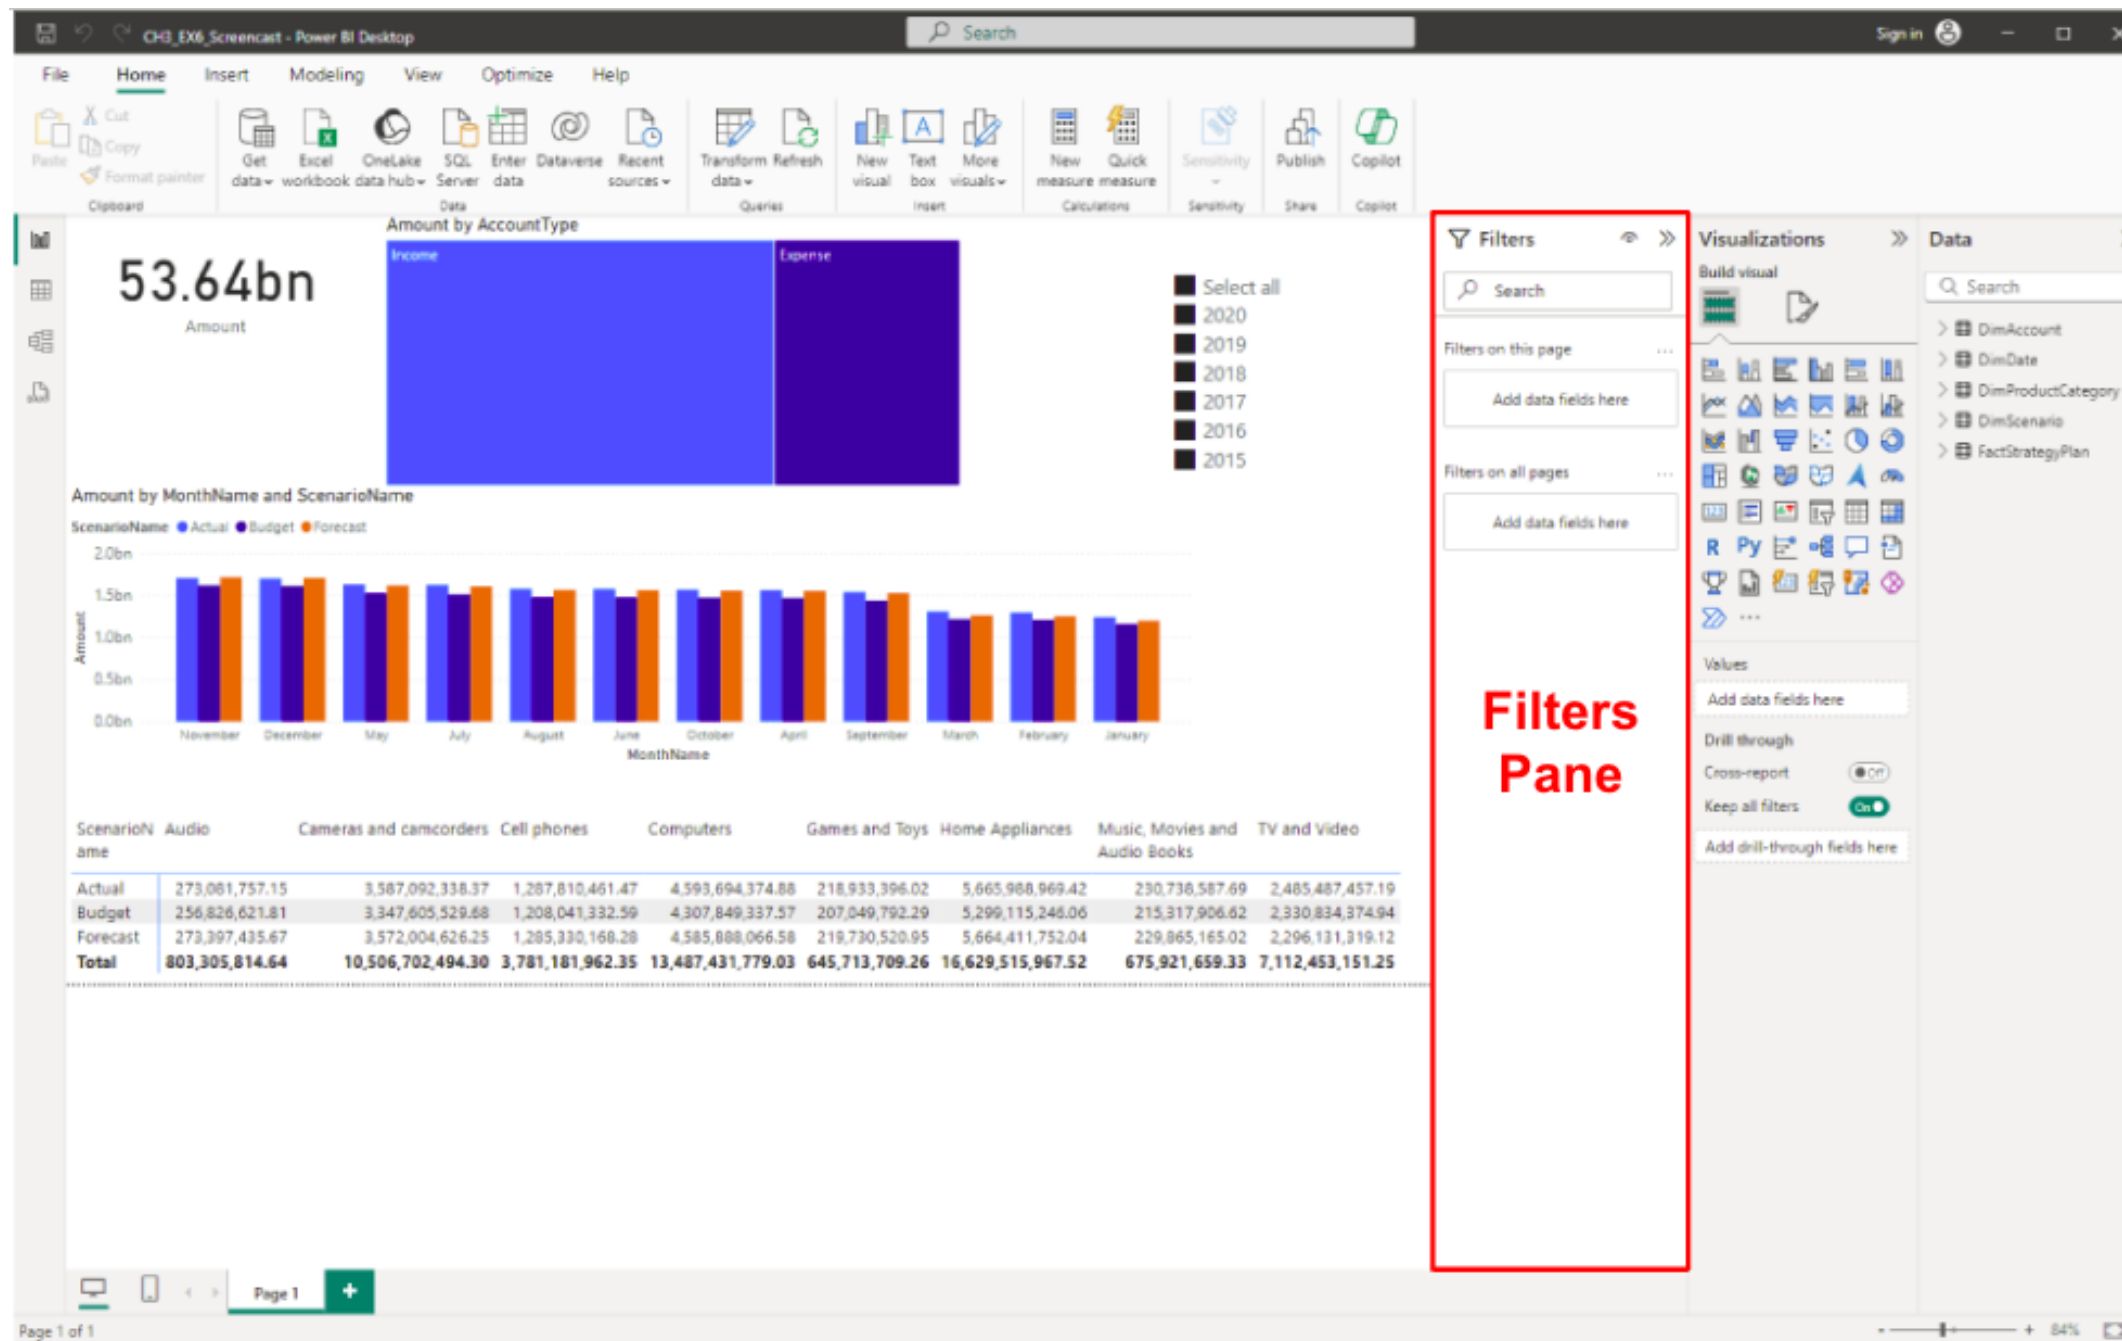 CH3_EX6_Screencast - Power BI Desktop
Search
Sign in
File Home Insert Modeling View Optimize Help
Paste
Cut
Copy
Format painter
Clipboard
Get data
Excel workbook
OneLake data hub
SQL Server
Enter data
Dataverse
Recent sources
Data
Transform data
Refresh
Queries
New visual
Text box
More visuals
Insert
New measure
Quick measure
Calculations
Sensitivity
Sensitivity
Publish
Share
Copilot
Copilot
53.64bn
Amount
Amount by AccountType
Income
Expense
Select all
2020
2019
2018
2017
2016
2015
Amount by MonthName and ScenarioName
ScenarioName Actual Budget Forecast
2.0bn
1.5bn
1.0bn
0.5bn
0.0bn
Amount
November December May July August June October April September March February January
MonthName
ScenarioName Audio Cameras and camcorders Cell phones Computers Games and Toys Home Appliances Music, Movies and Audio Books TV and Video
Actual 273,081,757.15 3,587,092,338.37 1,287,810,461.47 4,593,694,374.88 218,933,396.02 5,665,988,969.42 230,738,587.69 2,485,487,457.19
Budget 256,826,621.81 3,347,605,529.68 1,208,041,332.59 4,307,849,337.57 207,049,792.29 5,299,115,246.06 215,317,906.62 2,330,834,374.94
Forecast 273,397,435.67 3,572,004,626.25 1,285,330,168.28 4,585,888,066.58 219,730,520.95 5,664,411,752.04 229,865,165.02 2,296,131,319.12
Total 803,305,814.64 10,506,702,494.30 3,781,181,962.35 13,487,431,779.03 645,713,709.26 16,629,515,967.52 675,921,659.33 7,112,453,151.25
Filters
Search
Filters on this page
Add data fields here
Filters on all pages
Add data fields here
Filters
Pane
Visualizations
Build visual
123
R Py
Values
Add data fields here
Drill through
Cross-report Off
Keep all filters On
Add drill-through fields here
Data
Search
DimAccount
DimDate
DimProductCategory
DimScenario
FactStrategyPlan
Page 1
Page 1 of 1
- + 84%